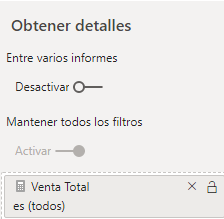 Obtener detalles
Entre varios informes
Desactivar
Mantener todos los filtros
Activar
Venta Total
es (todos)